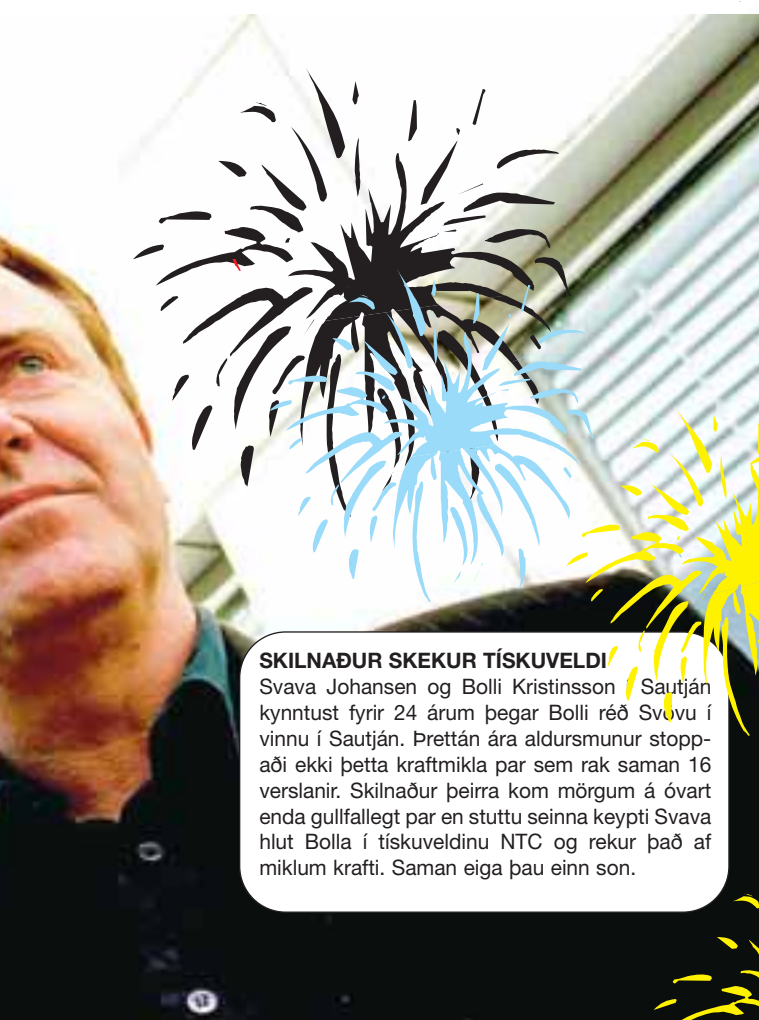 SKILNAÐUR SKEKUR TÍSKUVELDI
Svava Johansen og Bolli Kristinsson í Sautján
kynntust fyrir 24 árum þegar Bolli réð Svövu í
vinnu í Sautján. Þrettán ára aldursmunur stopp-
aði ekki þetta kraftmikla par sem rak saman 16
verslanir. Skilnaður þeirra kom mörgum á óvart
enda gullfallegt par en stuttu seinna keypti Svava
hlut Bolla í tískuveldinu NTC og rekur það af
miklum krafti. Saman eiga þau einn son.